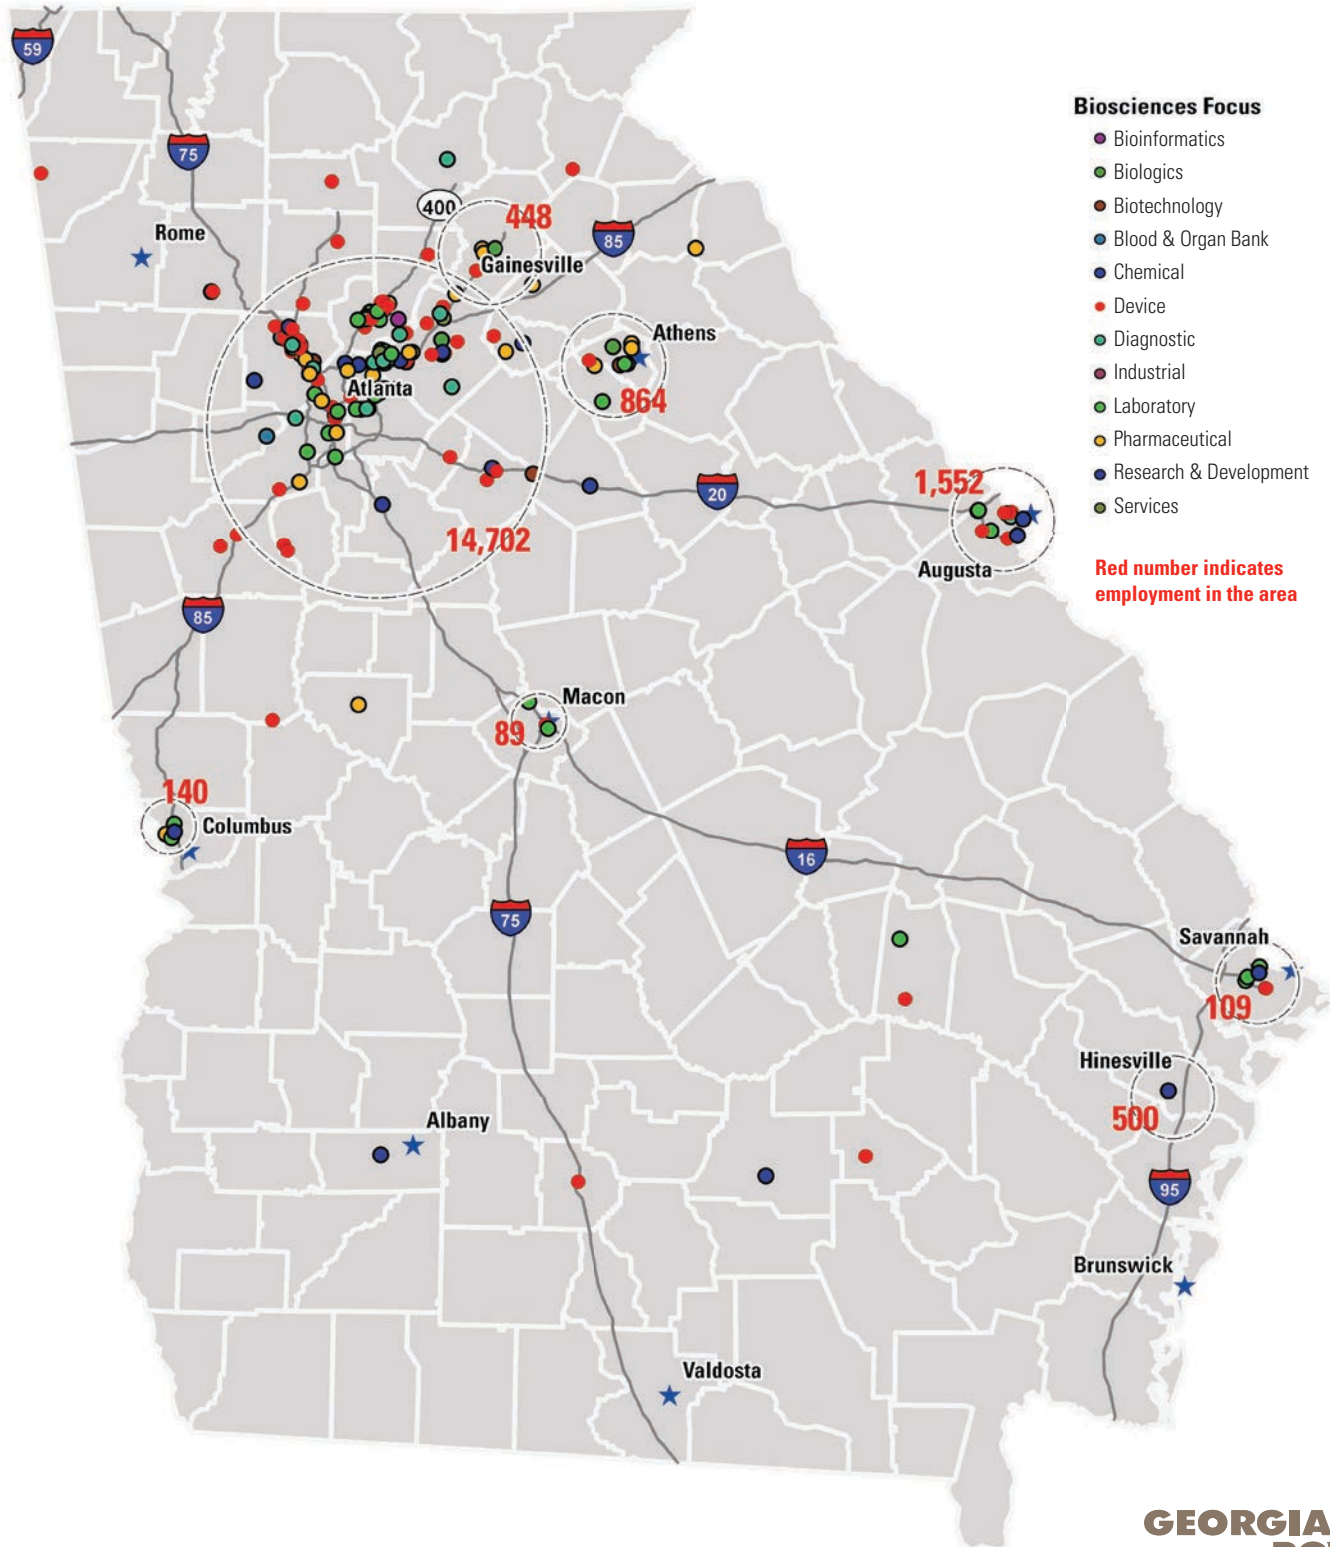 59
75
Rome
400
448
Gainesville
85
Athens
864
Atlanta
14,702
20
1,552
Augusta
85
Macon
89
140
Columbus
16
75
Savannah
109
Hinesville
500
Albany
95
Brunswick
Valdosta
Biosciences Focus
Bioinformatics
Biologics
Biotechnology
Blood & Organ Bank
Chemical
Device
Diagnostic
Industrial
Laboratory
Pharmaceutical
Research & Development
Services
Red number indicates
employment in the area
GEORGIA